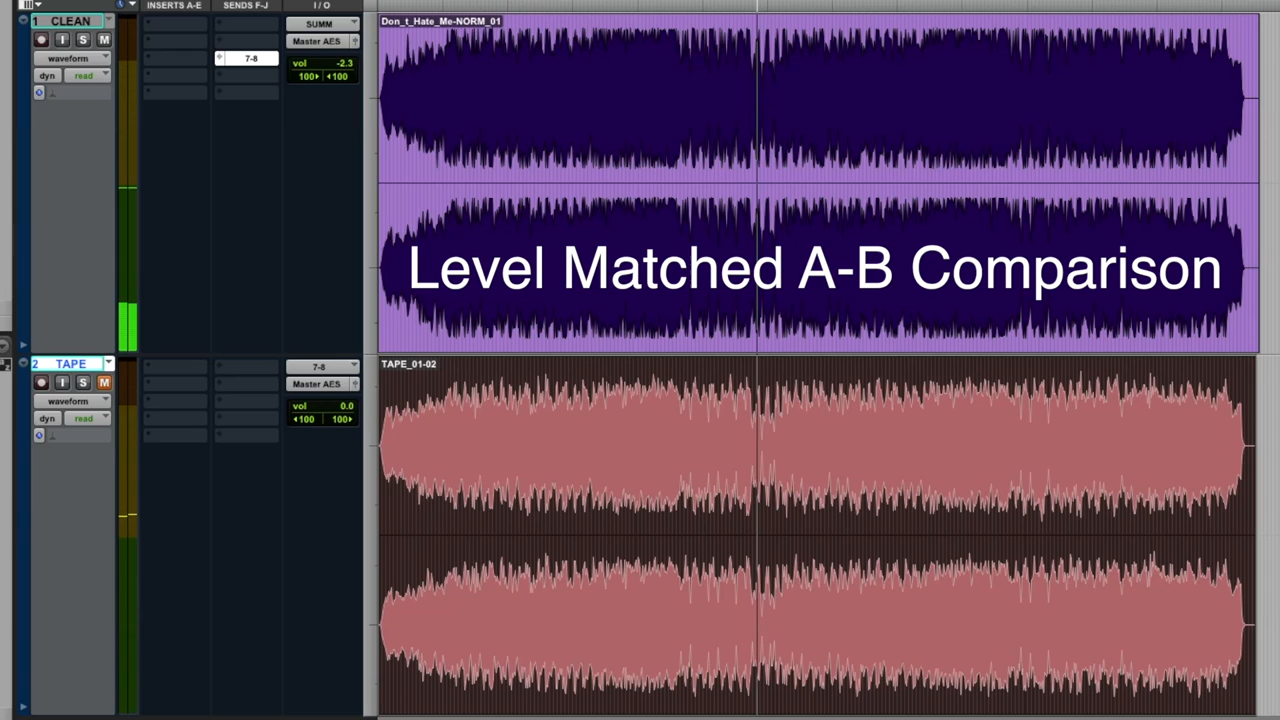 INSERTS A-E SENDS F-J I / O
1 CLEAN
I S M
waveform
dyn read
7-8
SUMM
Master AES
vol -2.3
100 100
Don_t_Hate_Me-NORM_01
Level Matched A-B Comparison
2 TAPE
I S M
waveform
dyn read
7-8
Master AES
vol 0.0
100 100
TAPE_01-02